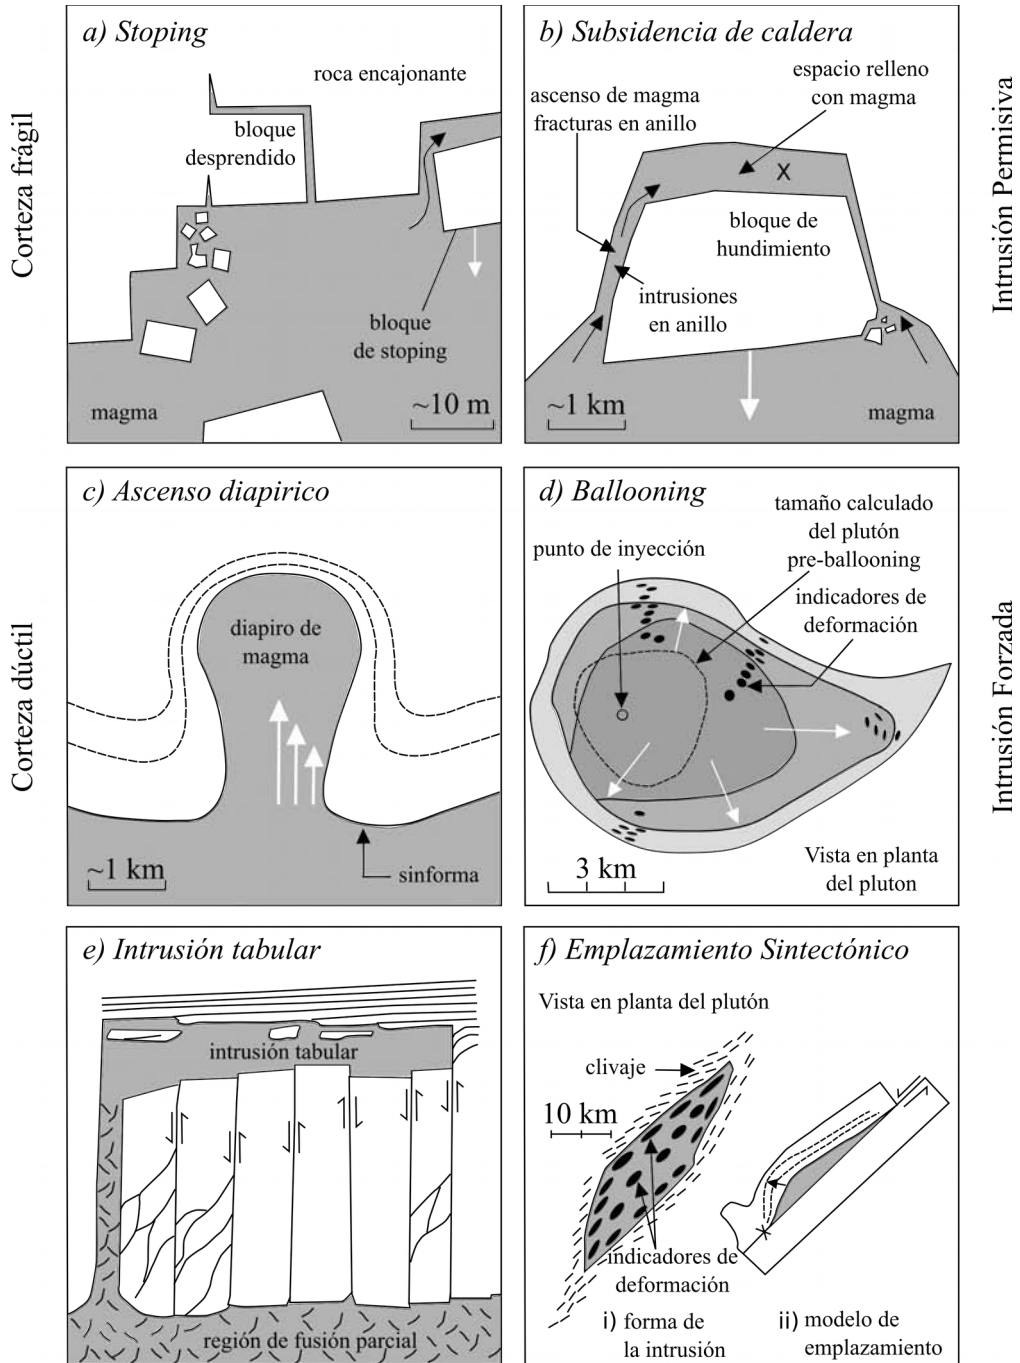 a) Stoping
roca encajonante
bloque
desprendido
bloque
de stoping
magma
~10 m
b) Subsidencia de caldera
espacio relleno
con magma
ascenso de magma
fracturas en anillo
X
bloque de
hundimiento
intrusiones
en anillo
~1 km
magma
Corteza frágil
Intrusión Permisiva
c) Ascenso diapirico
diapiro de
magma
~1 km
sinforma
d) Ballooning
tamaño calculado
del plutón
pre-ballooning
punto de inyección
indicadores de
deformación
3 km
Vista en planta
del pluton
Corteza dúctil
Intrusión Forzada
e) Intrusión tabular
intrusión tabular
región de fusión parcial
f) Emplazamiento Sintectónico
Vista en planta del plutón
clivaje
10 km
indicadores de
deformación
i) forma de
la intrusión
ii) modelo de
emplazamiento